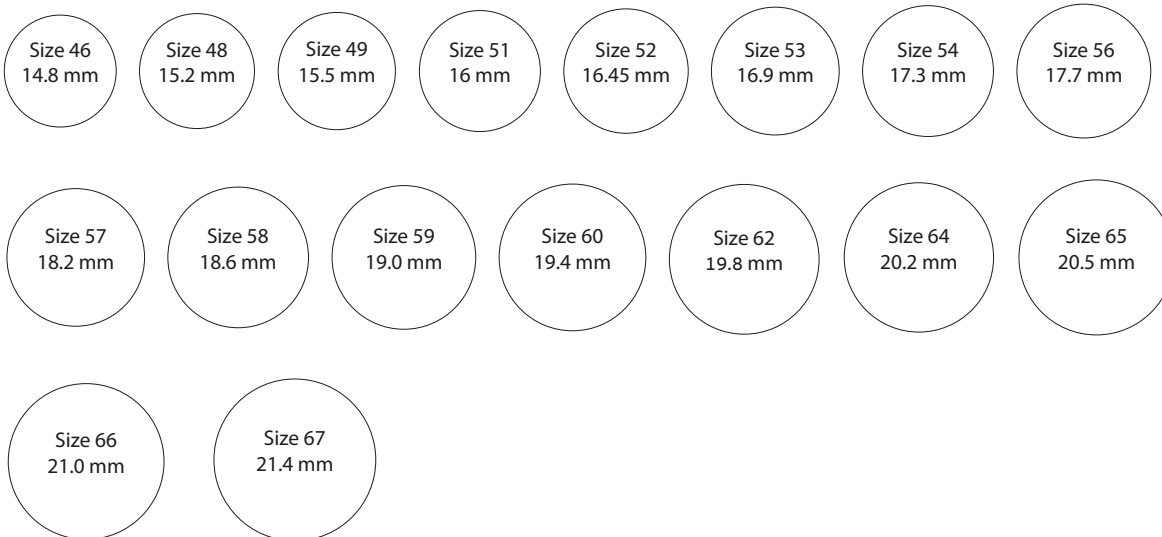 Size 46
14.8 mm
Size 48
15.2 mm
Size 49
15.5 mm
Size 51
16 mm
Size 52
16.45 mm
Size 53
16.9 mm
Size 54
17.3 mm
Size 56
17.7 mm
Size 57
18.2 mm
Size 58
18.6 mm
Size 59
19.0 mm
Size 60
19.4 mm
Size 62
19.8 mm
Size 64
20.2 mm
Size 65
20.5 mm
Size 66
21.0 mm
Size 67
21.4 mm